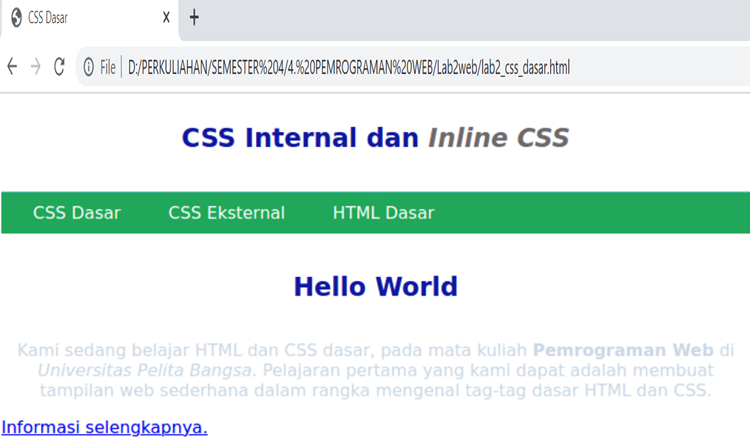 CSS Dasar
File D:/PERKULIAHAN/SEMESTER%204/4.%20PEMROGRAMAN%20WEB/Lab2web/lab2_css_dasar.html
CSS Internal dan Inline CSS
CSS Dasar CSS Eksternal HTML Dasar
Hello World
Kami sedang belajar HTML dan CSS dasar, pada mata kuliah Pemrograman Web di
Universitas Pelita Bangsa. Pelajaran pertama yang kami dapat adalah membuat
tampilan web sederhana dalam rangka mengenal tag-tag dasar HTML dan CSS.
Informasi selengkapnya.